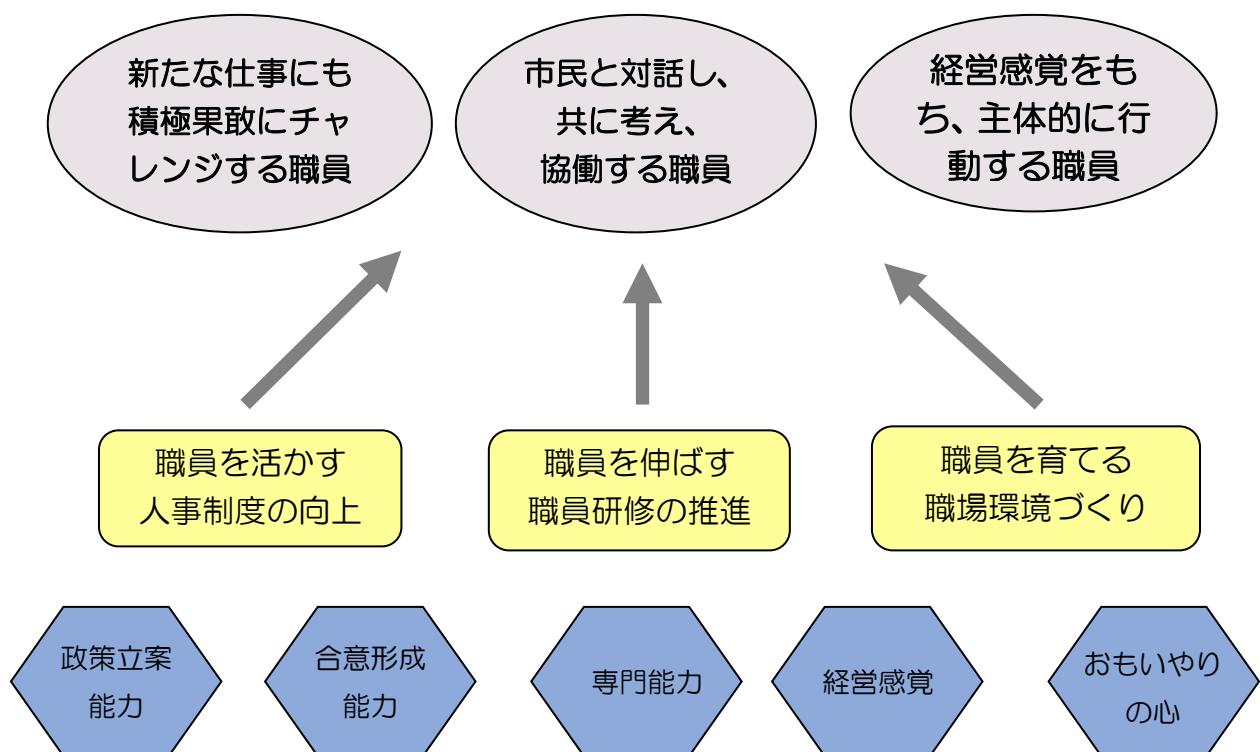 新たな仕事にも
積極果敢にチャ
レンジする職員
市民と対話し、
共に考え、
協働する職員
経営感覚をも
ち、主体的に行
動する職員
職員を活かす
人事制度の向上
職員を伸ばす
職員研修の推進
職員を育てる
職場環境づくり
政策立案
能力
合意形成
能力
専門能力
経営感覚
おもいやり
の心